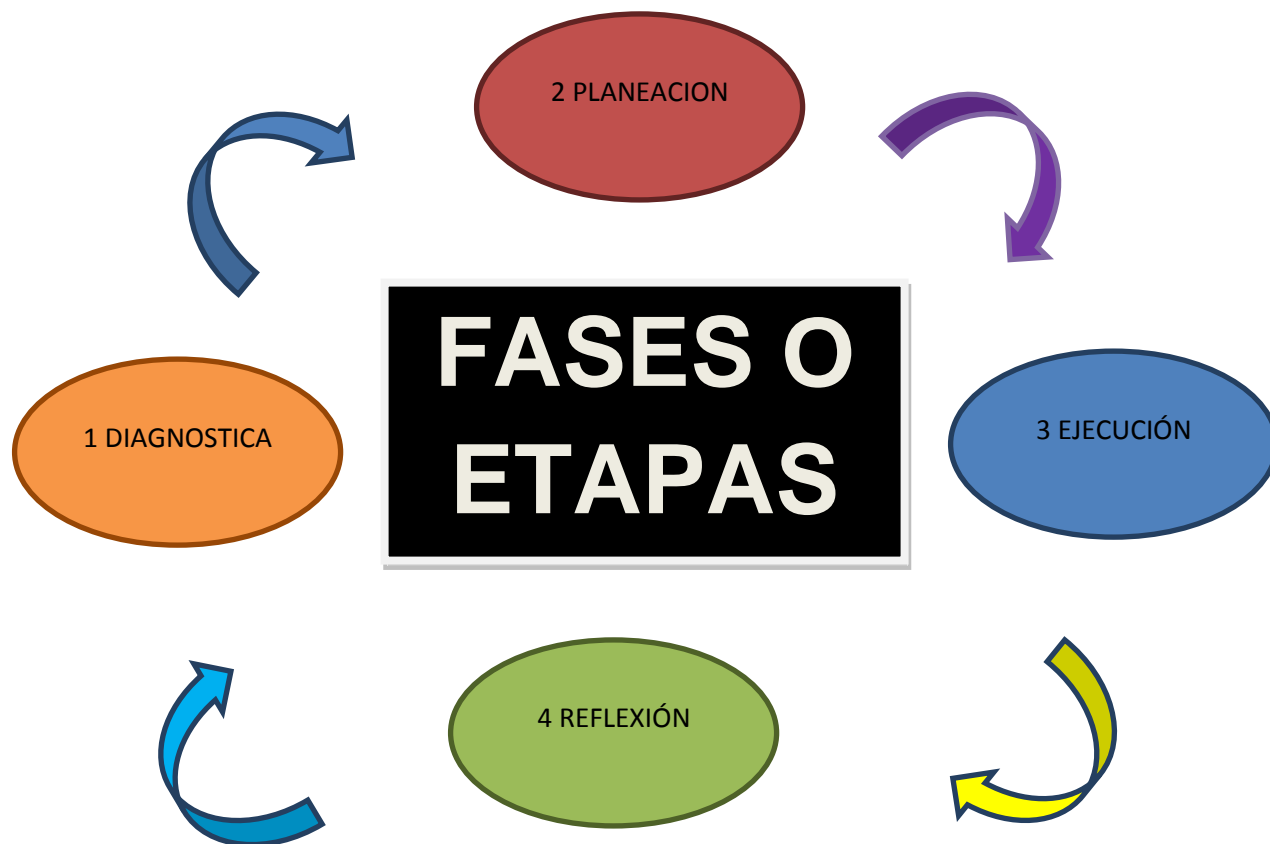 2 PLANEACION
FASES O
ETAPAS
1 DIAGNOSTICA
3 EJECUCIÓN
4 REFLEXIÓN